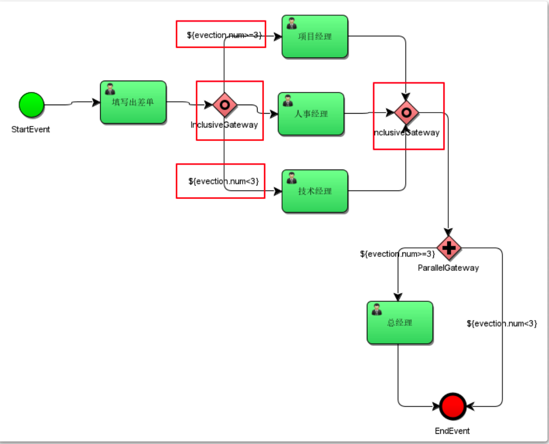 ${evection.num>=3}
项目经理
填写出差单
StartEvent
InclusiveGateway
人事经理
nclusiveGateway
${evection.num<3}
技术经理
${evection.num>=3}
ParallelGateway
总经理
${evection.num<3}
EndEvent